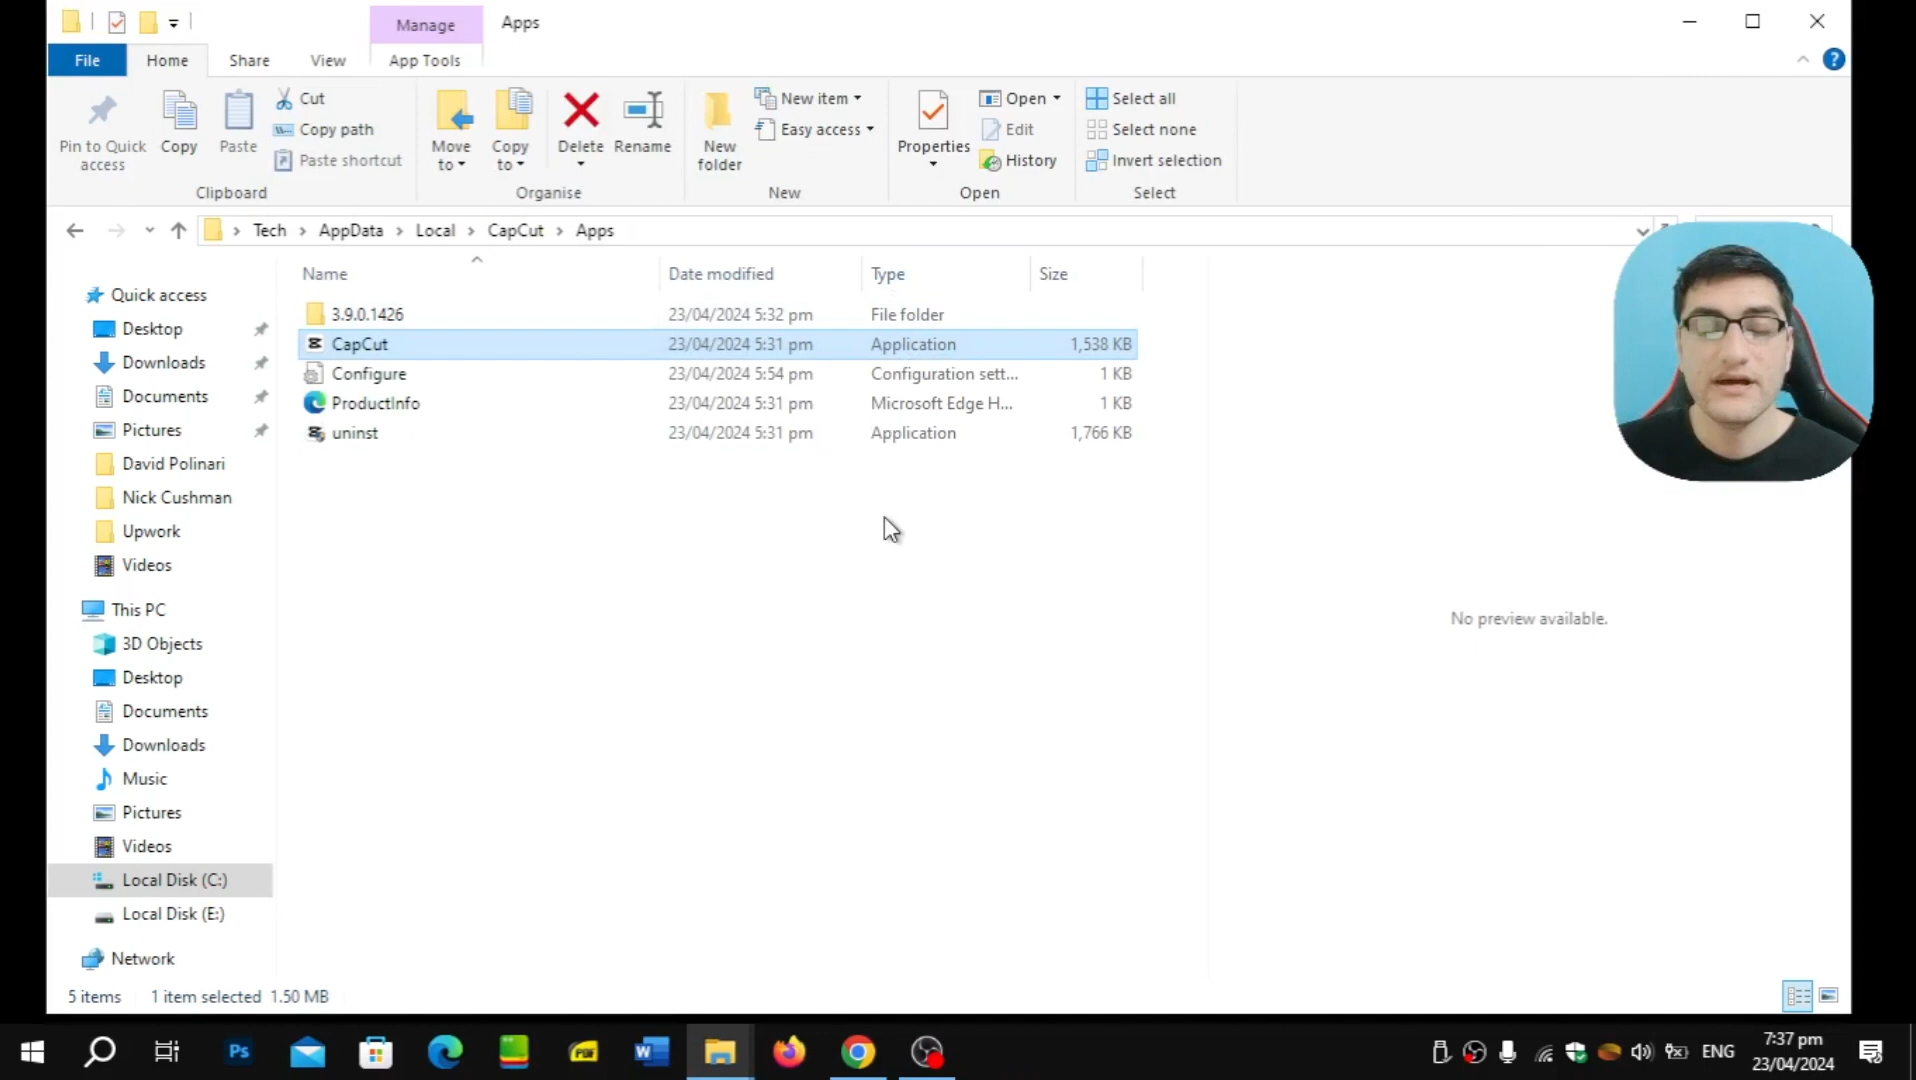 Manage
Apps
File
Home
Share
View
App Tools
Pin to Quick access
Copy
Paste
Cut
Copy path
Paste shortcut
Clipboard
Move to
Copy to
Delete
Rename
Organise
New folder
New item
Easy access
New
Properties
Open
Edit
History
Open
Select all
Select none
Invert selection
Select
Tech > AppData > Local > CapCut > Apps
Name Date modified Type Size
3.9.0.1426 23/04/2024 5:32 pm File folder
CapCut 23/04/2024 5:31 pm Application 1,538 KB
Configure 23/04/2024 5:54 pm Configuration sett... 1 KB
ProductInfo 23/04/2024 5:31 pm Microsoft Edge H... 1 KB
uninst 23/04/2024 5:31 pm Application 1,766 KB
Quick access
Desktop
Downloads
Documents
Pictures
David Polinari
Nick Cushman
Upwork
Videos
This PC
3D Objects
Desktop
Documents
Downloads
Music
Pictures
Videos
Local Disk (C:)
Local Disk (E:)
Network
No preview available.
5 items 1 item selected 1.50 MB
Ps
PDF
W
ENG
7:37 pm
23/04/2024